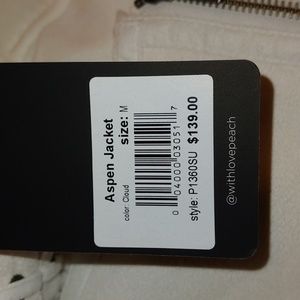 Aspen Jacket
size: M
color: Cloud
0 04000 03051 7
style: P1360SU $139.00
@withlovepeach